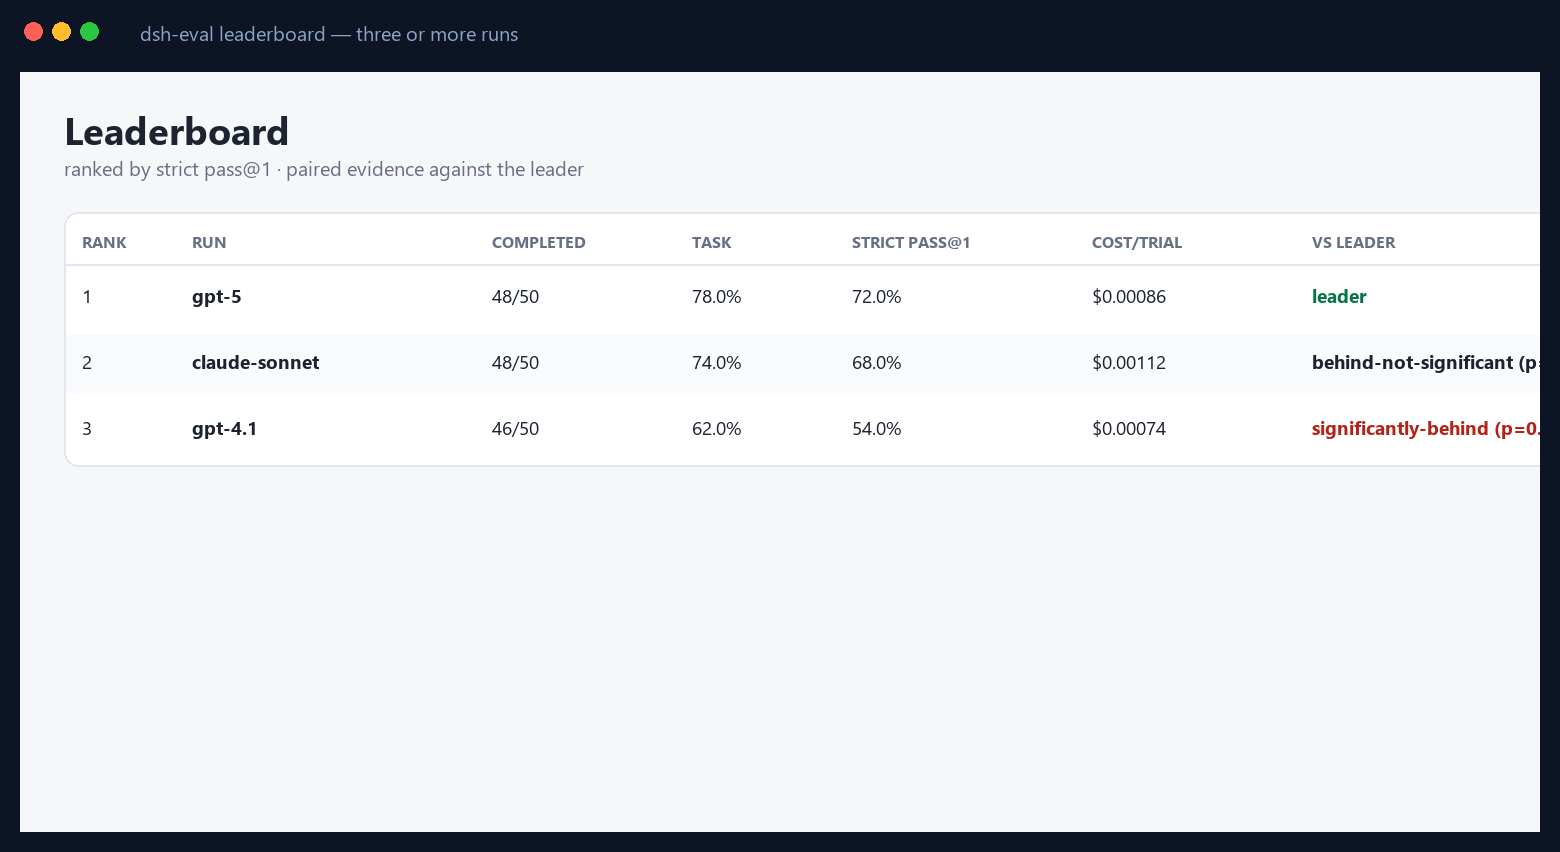 dsh-eval leaderboard — three or more runs
Leaderboard
ranked by strict pass@1 · paired evidence against the leader
RANK RUN COMPLETED TASK STRICT PASS@1 COST/TRIAL VS LEADER
1 gpt-5 48/50 78.0% 72.0% $0.00086 leader
2 claude-sonnet 48/50 74.0% 68.0% $0.00112 behind-not-significant (p=
3 gpt-4.1 46/50 62.0% 54.0% $0.00074 significantly-behind (p=0.